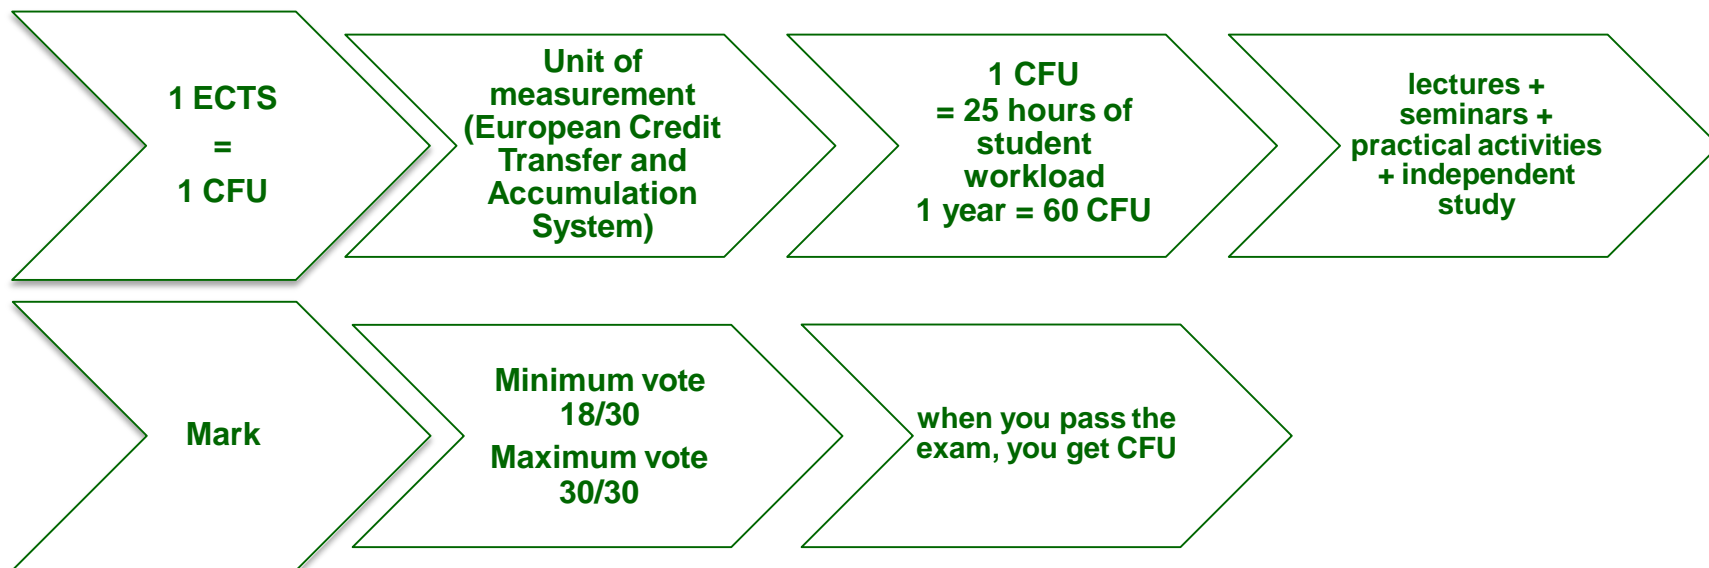 1 ECTS
=
1 CFU
Unit of
measurement
(European Credit
Transfer and
Accumulation
System)
1 CFU
= 25 hours of
student
workload
1 year = 60 CFU
lectures +
seminars +
practical activities
+ independent
study
Mark
Minimum vote
18/30
Maximum vote
30/30
when you pass the
exam, you get CFU